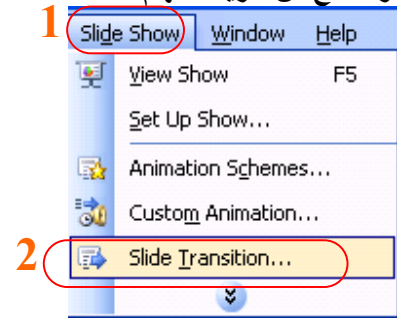 1
Slide Show Window Help
View Show F5
Set Up Show...
Animation Schemes...
Custom Animation...
2
Slide Transition...